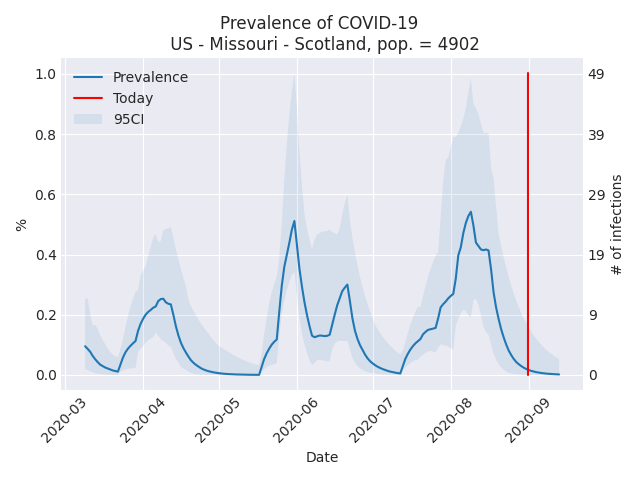 Prevalence of COVID-19
US - Missouri - Scotland, pop. = 4902
Prevalence
Today
95CI
1.0
0.8
0.6
0.4
0.2
0.0
%
49
39
29
19
9
0
# of infections
2020-03
2020-04
2020-05
2020-06
2020-07
2020-08
2020-09
Date